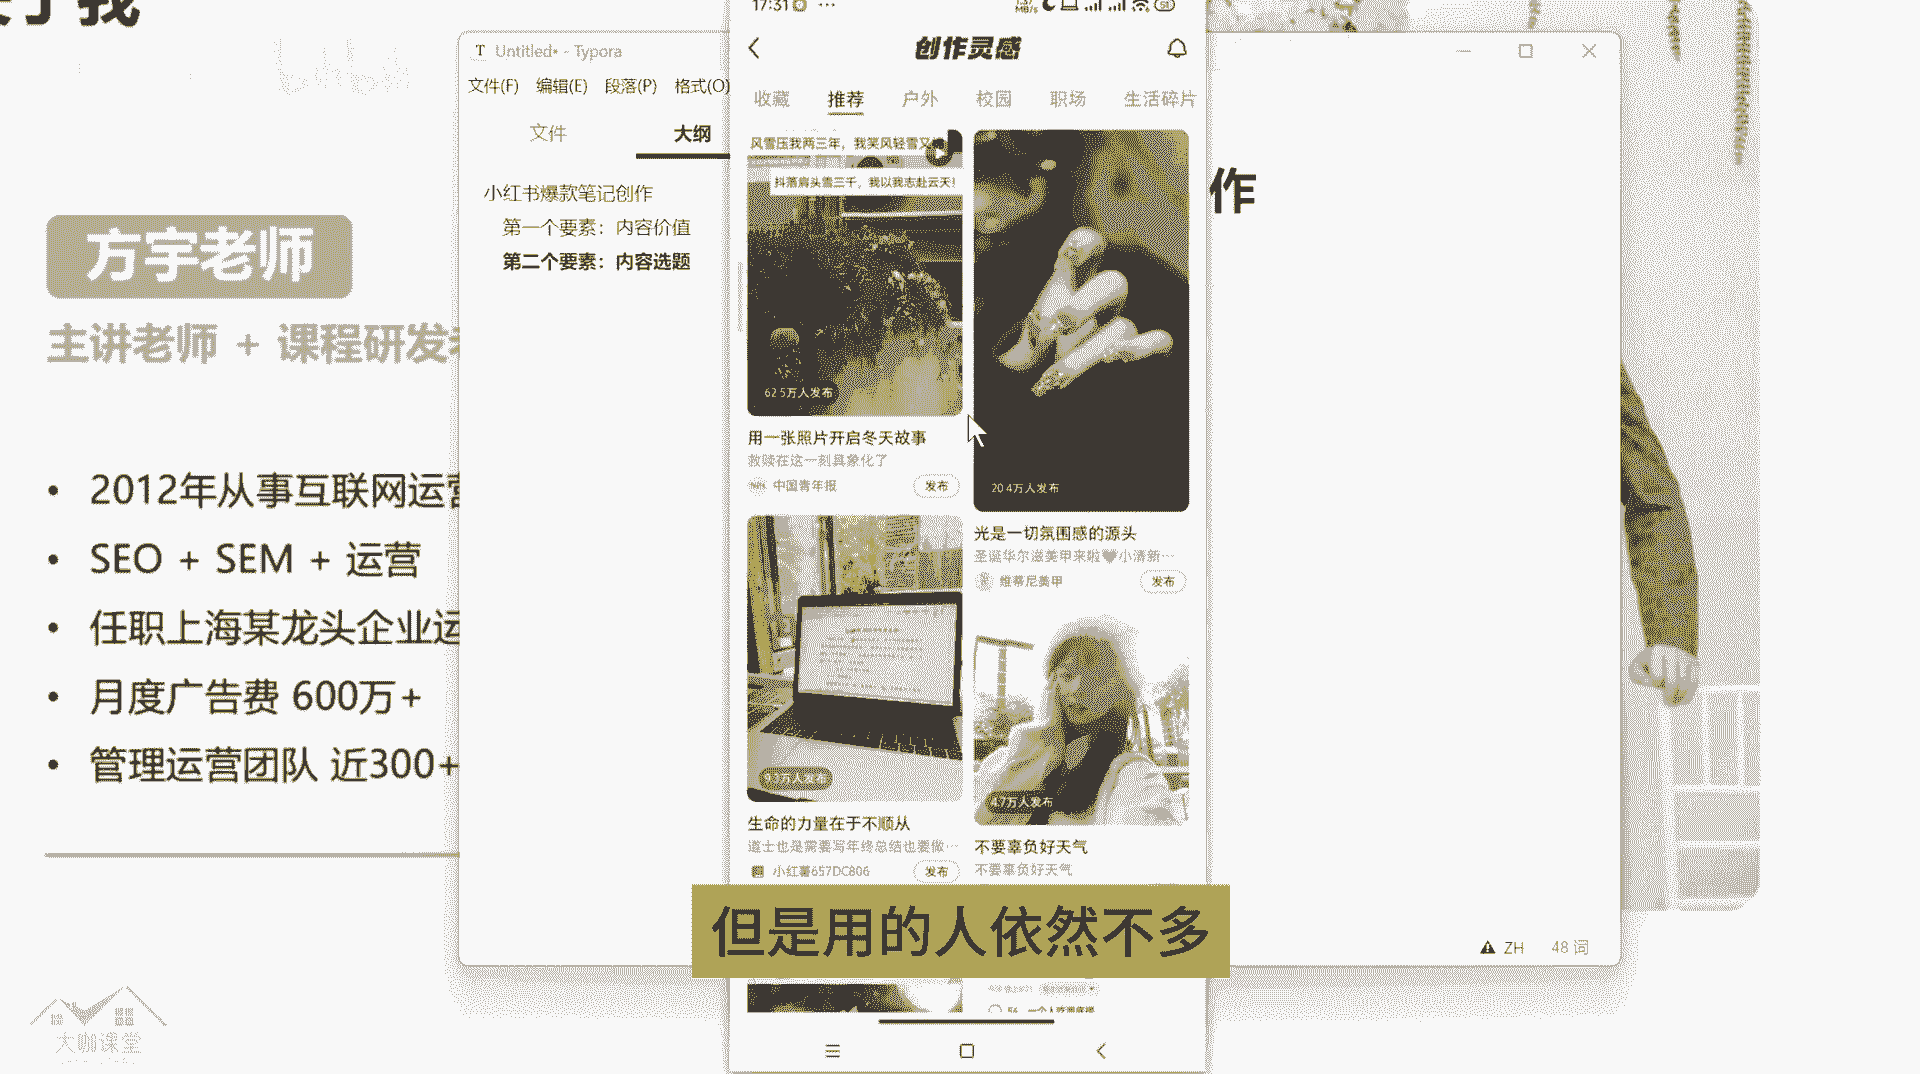 方宇老师
主讲老师 + 课程研发
• 2012年从事互联网运营
• SEO + SEM + 运营
• 任职上海某龙头企业运
• 月度广告费 600万+
• 管理运营团队 近300+
大咖课堂
Untitled• - Typora
文件(F) 编辑(E) 段落(P) 格式(O)
文件 大纲
小红书爆款笔记创作
第一个要素：内容价值
第二个要素：内容选题
作
ZH 48 词
17:31
创作灵感
收藏 推荐 户外 校园 职场 生活碎片
风雪压我两三年，我笑风轻雪又
抖落肩头雪三千，我以我志赴云天！
62.5万人发布
用一张照片开启冬天故事
救赎在这一刻具象化了
中国青年报 发布
20.4万人发布
光是一切氛围感的源头
圣诞华尔滋美甲来啦🤎小清新…
维蒂尼美甲 发布
9.3万人发布
生命的力量在于不顺从
道士也是需要写年终总结也要做…
小红薯657DC806 发布
4.7万人发布
不要辜负好天气
不要辜负好天气
但是用的人依然不多